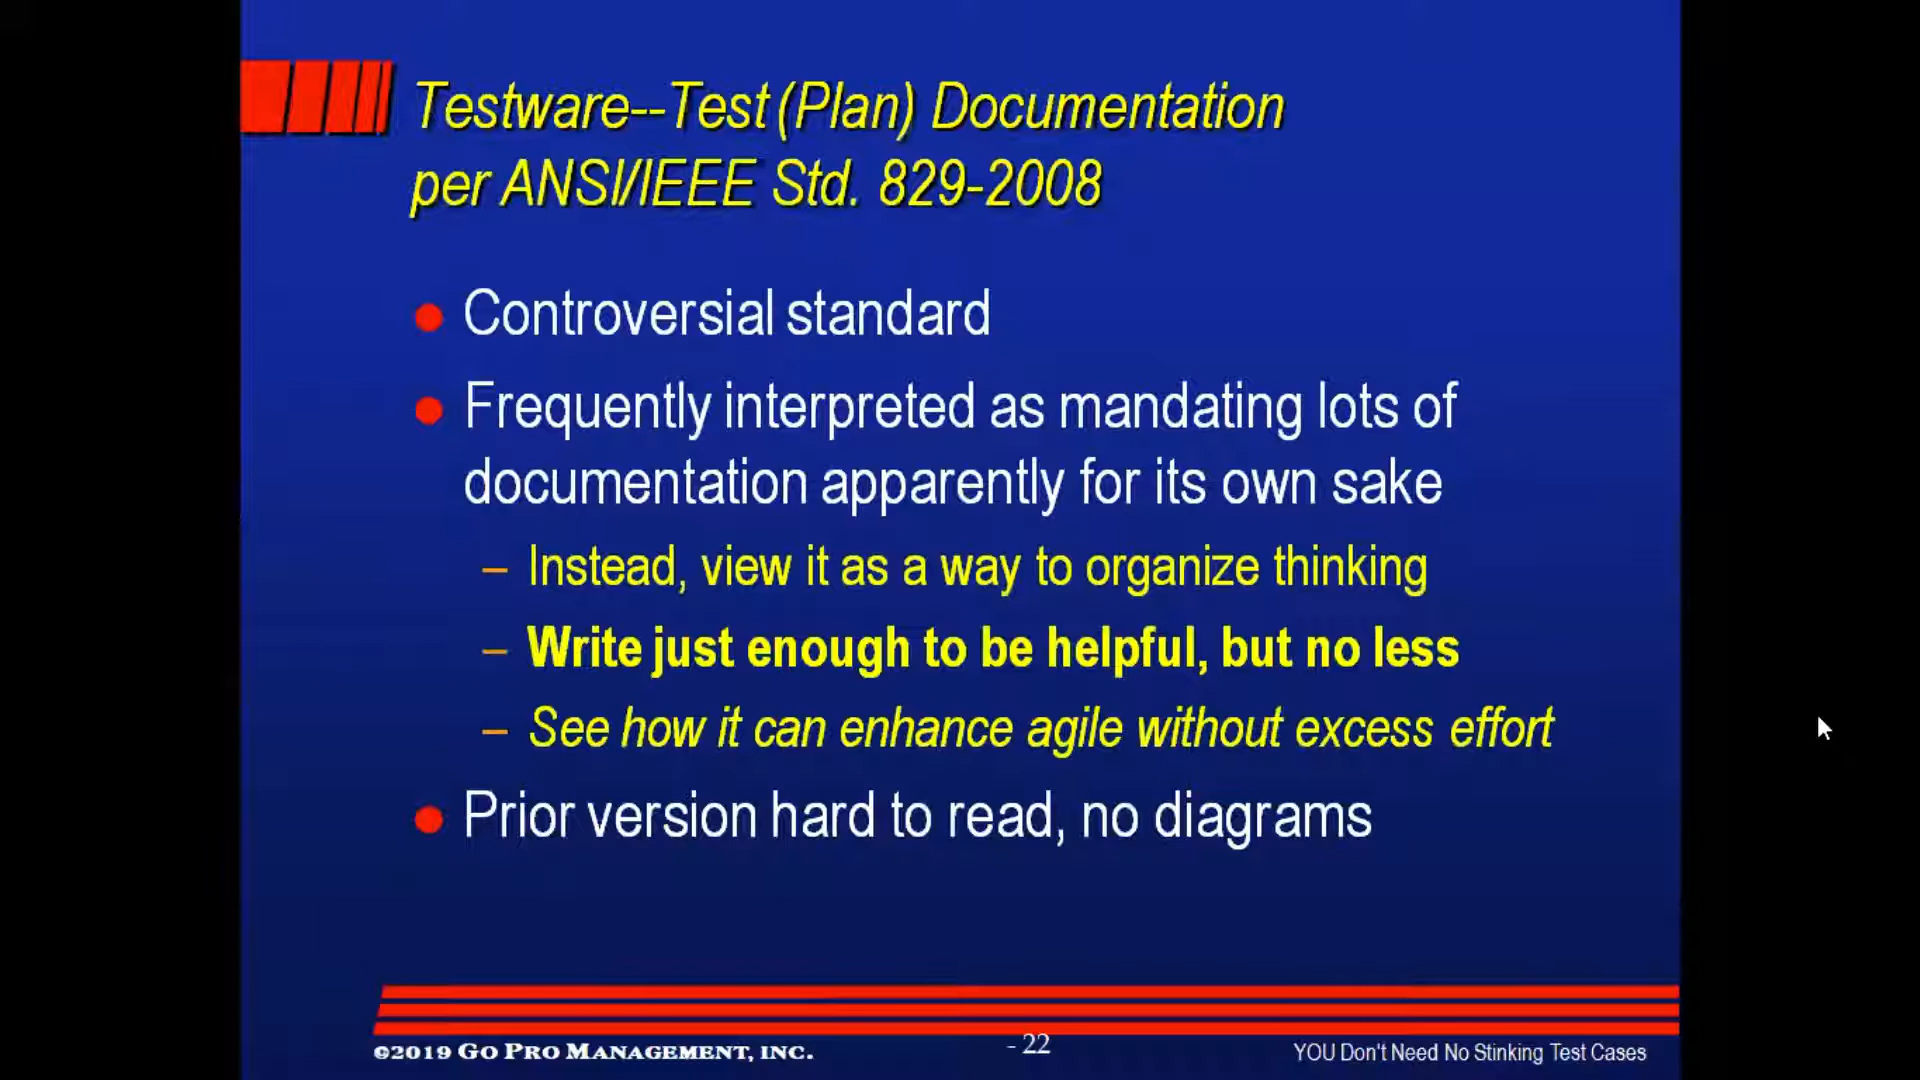 Testware--Test (Plan) Documentation
per ANSI/IEEE Std. 829-2008
Controversial standard
Frequently interpreted as mandating lots of
documentation apparently for its own sake
– Instead, view it as a way to organize thinking
– Write just enough to be helpful, but no less
– See how it can enhance agile without excess effort
Prior version hard to read, no diagrams
©2019 GO PRO MANAGEMENT, INC.
- 22
YOU Don't Need No Stinking Test Cases